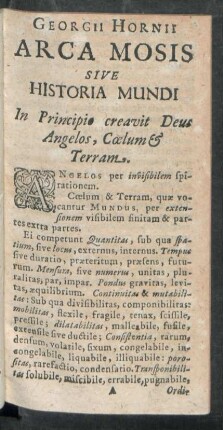 GEORGII HORNII
ARCA MOSIS
SIVE
HISTORIA MUNDI
In Principio creavit Deus
Angelos, Cœlum &
Terram.
ANGELOS per invisibilem spi-
rationem.
Cœlum & Terram, quæ vo-
cantur MUNDUS, per exten-
sionem visibilem finitam & par-
tes extra partes.
Ei competunt Quantitas, sub qua spa-
tium, sive locus, externus, internus. Tempus
sive duratio, præteritum, præsens, futu-
rum. Mensura, sive numerus, unitas, plu-
ralitas, par, impar. Pondus gravitas, levi-
tas, æquilibrium. Continuitas & mutabili-
tas: Sub qua divisibilitas, componibilitas
mobilitas, flexile, fragile, tenax, scissile,
pressile; dilatabilitas, malleabile, fusile,
extensile sive ductile; Consistentia, rarum,
densum, volatile, fixum, congelabile, in-
congelabile, liquabile, illiquabile: poro-
sitas, rarefactio, condensatio. Transponibili-
tas solubile, miscibile, errabile, pugnabile,
A Ordie